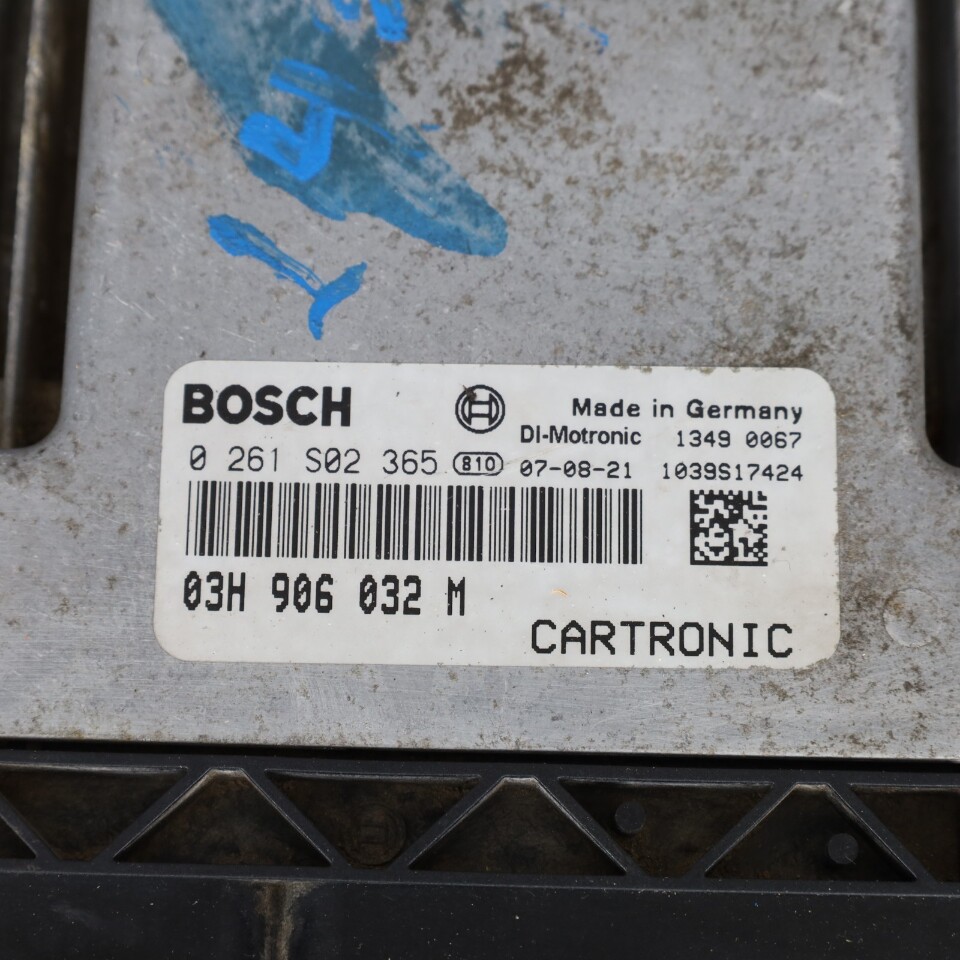 BOSCH
Made in Germany
DI-Motronic 1349 0067
0 261 S02 365 810 07-08-21 1039S17424
03H 906 032 M
CARTRONIC